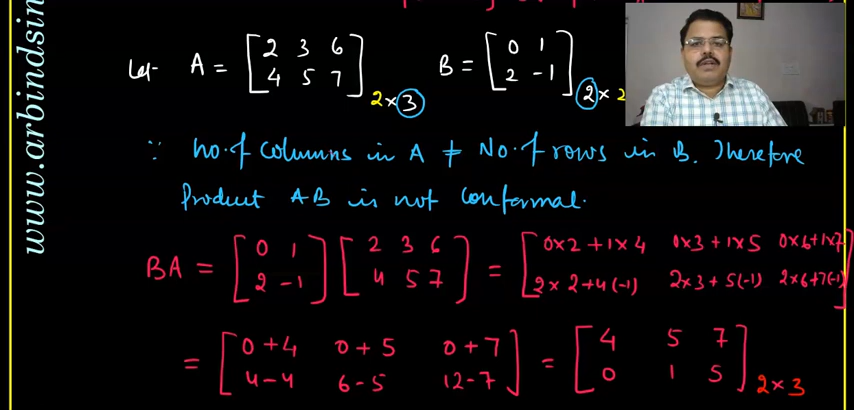 Let A = [2 3 6; 4 5 7] 2×3 B = [0 1; 2 -1] 2×2
∵ No. of columns in A ≠ No. of rows in B. Therefore
Product AB is not conformal.
BA = [0 1; 2 -1] [2 3 6; 4 5 7] = [0×2+1×4 0×3+1×5 0×6+1×7; 2×2+4(-1) 2×3+5(-1) 2×6+7(-1)]
= [0+4 0+5 0+7; 4-4 6-5 12-7] = [4 5 7; 0 1 5] 2×3
www.arbindsin